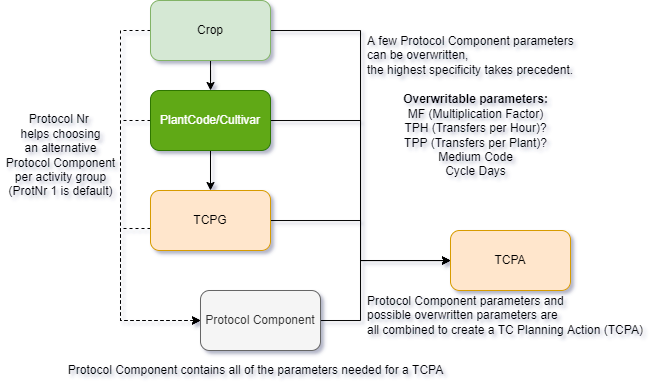 Crop
A few Protocol Component parameters
can be overwritten,
the highest specificity takes precedent.
Overwritable parameters:
MF (Multiplication Factor)
TPH (Transfers per Hour)?
TPP (Transfers per Plant)?
Medium Code
Cycle Days
PlantCode/Cultivar
Protocol Nr
helps choosing
an alternative
Protocol Component
per activity group
(ProtNr 1 is default)
TCPG
TCPA
Protocol Component
Protocol Component parameters and
possible overwritten parameters are
all combined to create a TC Planning Action (TCPA)
Protocol Component contains all of the parameters needed for a TCPA